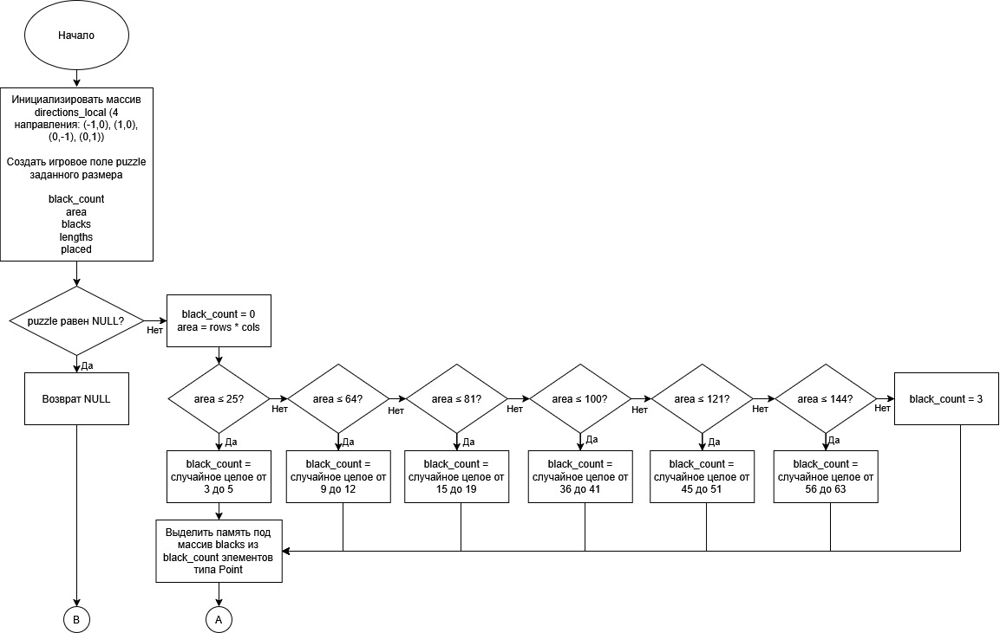 Начало
Инициализировать массив
directions_local (4
направления: (-1,0), (1,0),
(0,-1), (0,1))
Создать игровое поле puzzle
заданного размера
black_count
area
blacks
lengths
placed
puzzle равен NULL?
Нет
Да
Возврат NULL
black_count = 0
area = rows * cols
area ≤ 25?
Нет
area ≤ 64?
Нет
area ≤ 81?
Нет
area ≤ 100?
Нет
area ≤ 121?
Нет
area ≤ 144?
Нет
black_count = 3
Да
Да
Да
Да
Да
Да
black_count =
случайное целое от
3 до 5
black_count =
случайное целое от
9 до 12
black_count =
случайное целое от
15 до 19
black_count =
случайное целое от
36 до 41
black_count =
случайное целое от
45 до 51
black_count =
случайное целое от
56 до 63
Выделить память под
массив blacks из
black_count элементов
типа Point
B
A